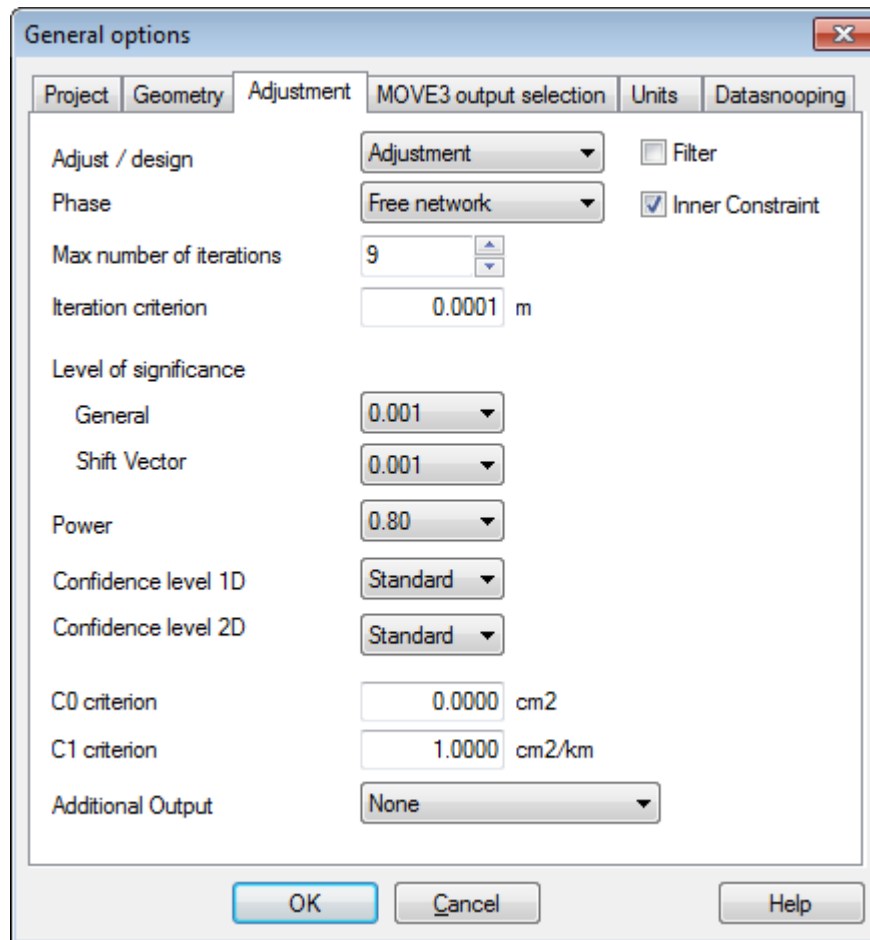 General options
Project Geometry Adjustment MOVE3 output selection Units Datasnooping
Adjust / design Adjustment Filter
Phase Free network Inner Constraint
Max number of iterations 9
Iteration criterion 0.0001 m
Level of significance
General 0.001
Shift Vector 0.001
Power 0.80
Confidence level 1D Standard
Confidence level 2D Standard
C0 criterion 0.0000 cm2
C1 criterion 1.0000 cm2/km
Additional Output None
OK Cancel Help